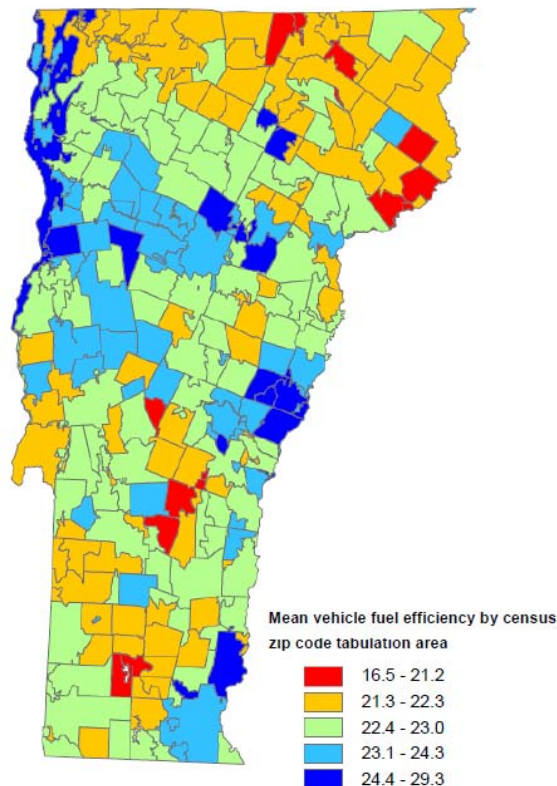 Mean vehicle fuel efficiency by census
zip code tabulation area
16.5 - 21.2
21.3 - 22.3
22.4 - 23.0
23.1 - 24.3
24.4 - 29.3